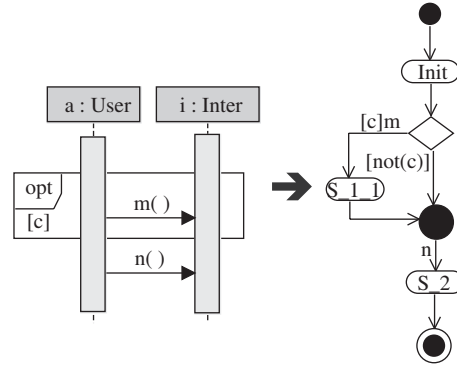 a : User
i : Inter
opt
[c]
m( )
n( )
Init
[c]m
[not(c)]
S_1_1
n
S_2